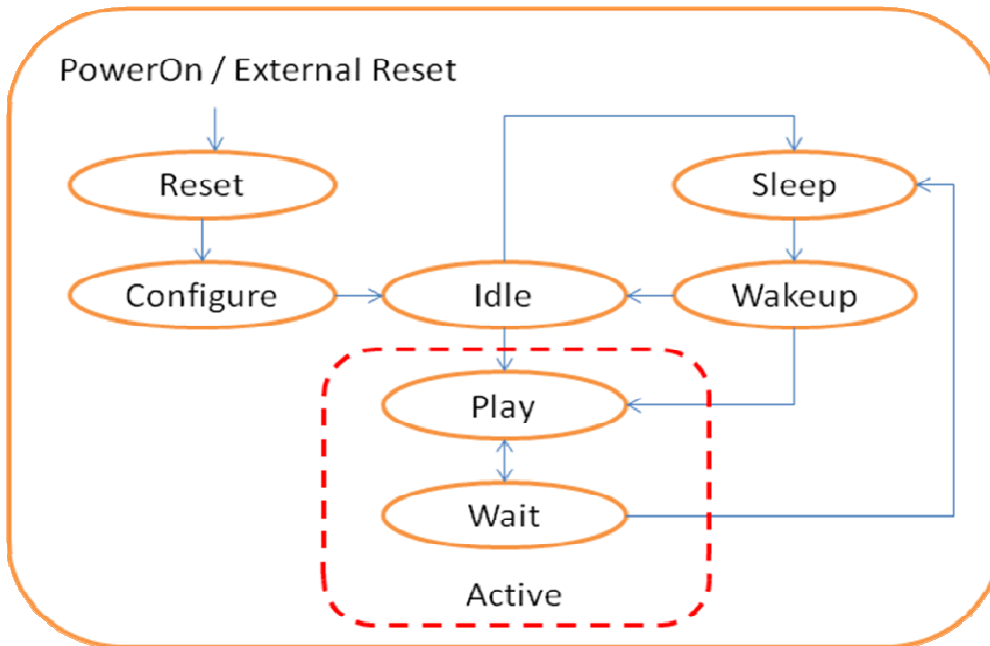 PowerOn / External Reset
Reset
Sleep
Configure
Idle
Wakeup
Play
Wait
Active